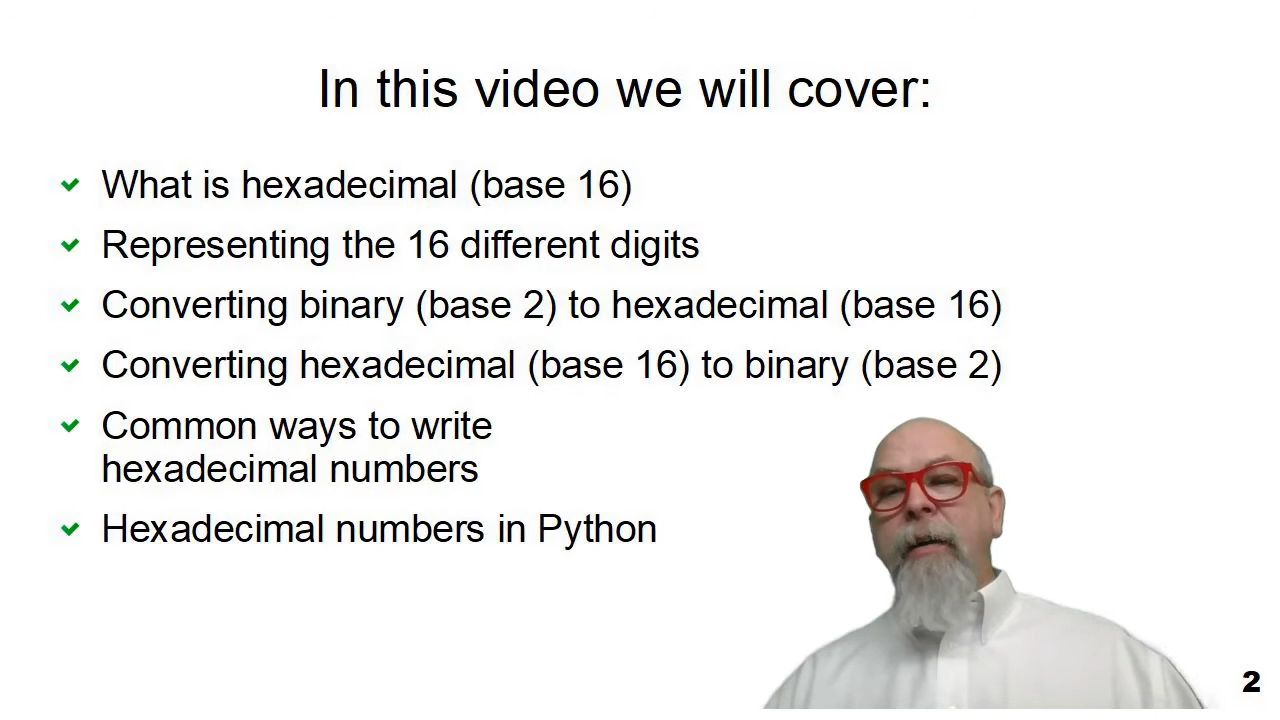 In this video we will cover:
What is hexadecimal (base 16)
Representing the 16 different digits
Converting binary (base 2) to hexadecimal (base 16)
Converting hexadecimal (base 16) to binary (base 2)
Common ways to write
hexadecimal numbers
Hexadecimal numbers in Python
2